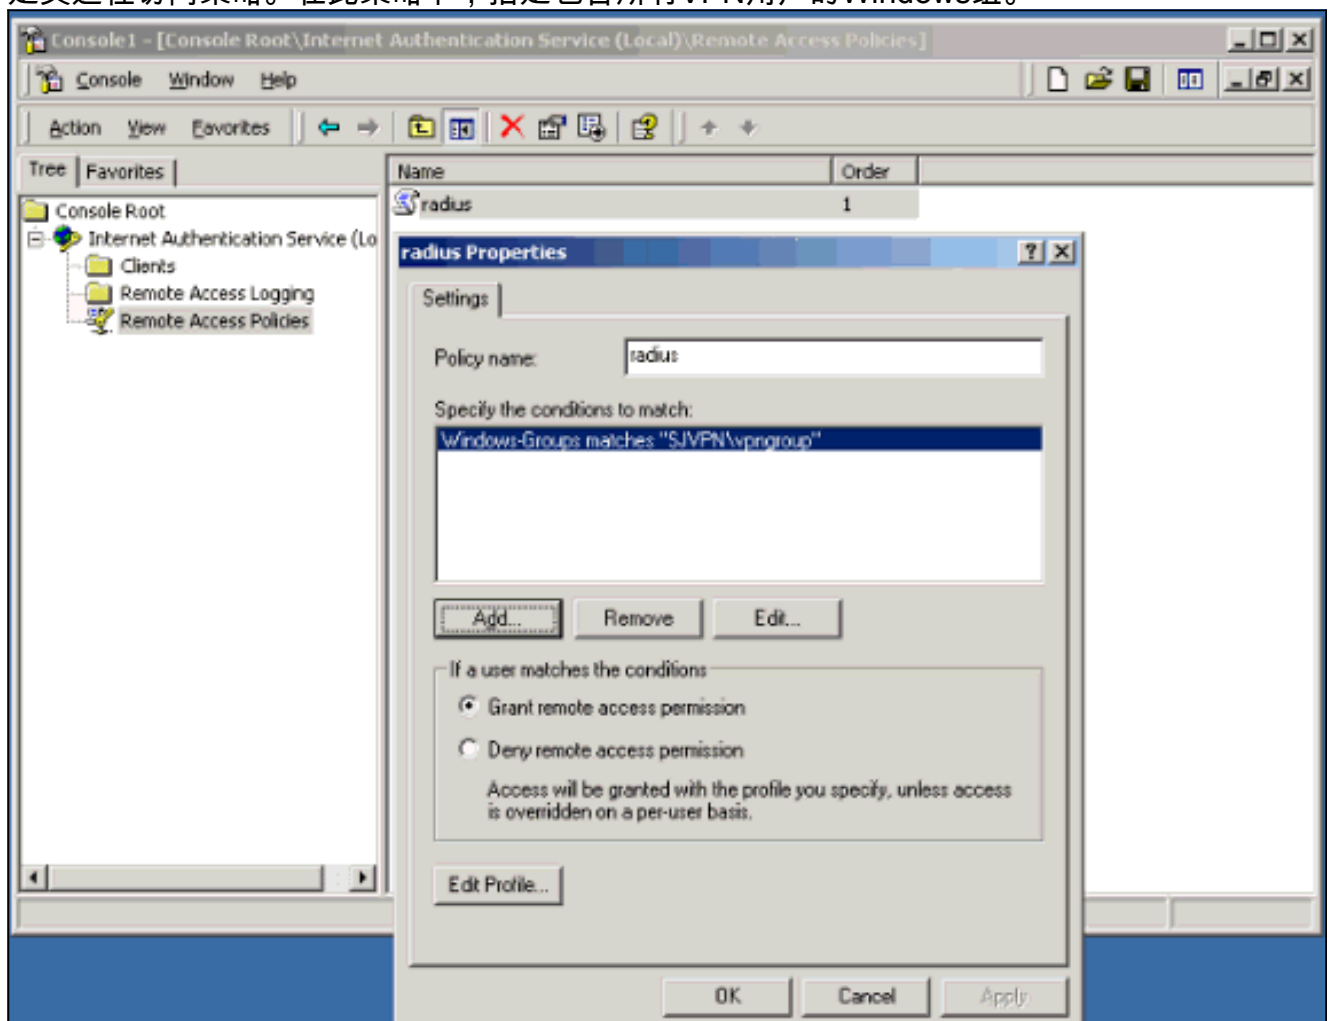 Console1 - [Console Root\Internet Authentication Service (Local)\Remote Access Policies]
Console Window Help
Action View Favorites
Tree Favorites
Name Order
Console Root
Internet Authentication Service (Lo
Clients
Remote Access Logging
Remote Access Policies
radius 1
radius Properties
Settings
Policy name: radius
Specify the conditions to match:
Windows-Groups matches "SJVPN\vpngroup"
Add... Remove Edit...
If a user matches the conditions
Grant remote access permission
Deny remote access permission
Access will be granted with the profile you specify, unless access
is overridden on a per-user basis.
Edit Profile...
OK Cancel Apply